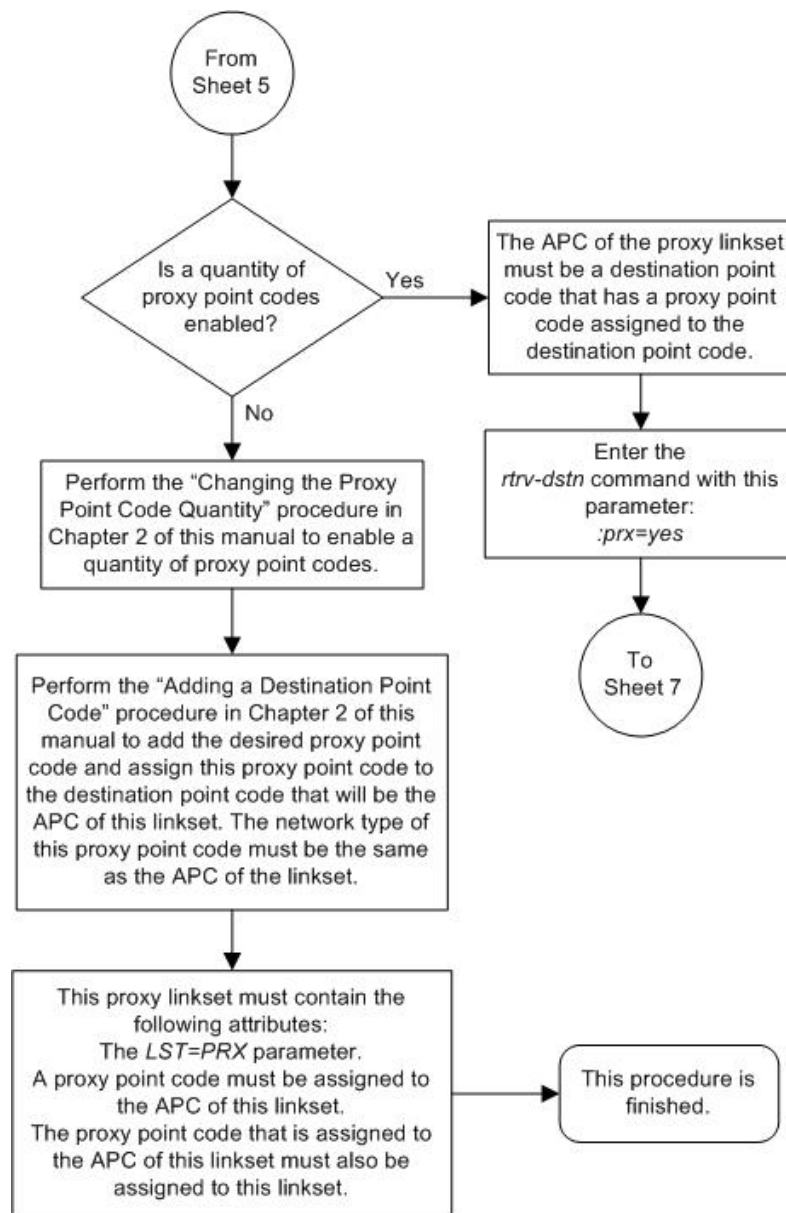 From
Sheet 5
Is a quantity of
proxy point codes
enabled?
Yes
The APC of the proxy linkset
must be a destination point
code that has a proxy point
code assigned to the
destination point code.
No
Enter the
rtrv-dstn command with this
parameter:
:prx=yes
Perform the “Changing the Proxy
Point Code Quantity” procedure in
Chapter 2 of this manual to enable a
quantity of proxy point codes.
To
Sheet 7
Perform the “Adding a Destination Point
Code” procedure in Chapter 2 of this
manual to add the desired proxy point
code and assign this proxy point code to
the destination point code that will be the
APC of this linkset. The network type of
this proxy point code must be the same
as the APC of the linkset.
This proxy linkset must contain the
following attributes:
The LST=PRX parameter.
A proxy point code must be assigned to
the APC of this linkset.
The proxy point code that is assigned to
the APC of this linkset must also be
assigned to this linkset.
This procedure is
finished.